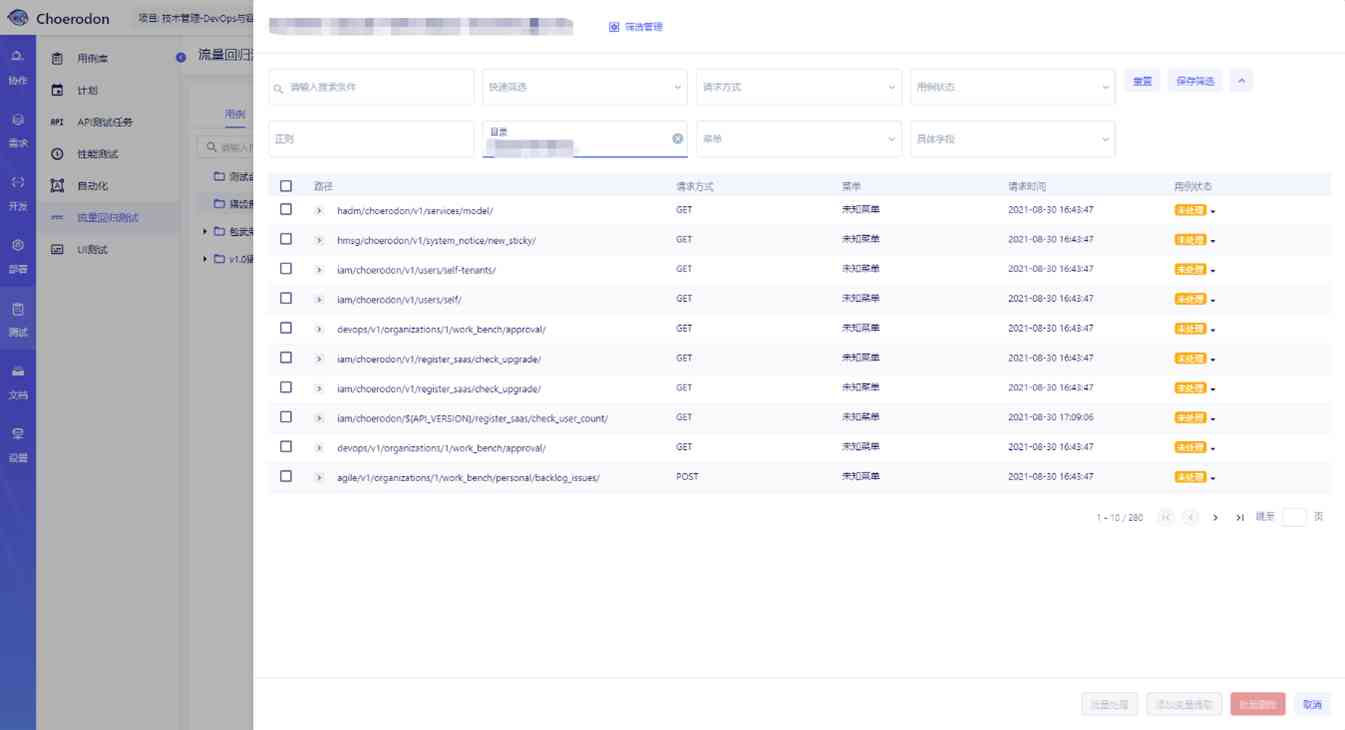 Choerodon
项目: 技术管理-DevOps与容
筛选管理
协作
需求
开发
部署
测试
文档
设置
用例库
计划
API API测试任务
性能测试
自动化
流量回归测试
UI测试
流量回归测
用例
请输入搜索条件
快速筛选
请求方式
用例状态
重置
保存筛选
正则
目录
菜单
具体字段
路径 请求方式 菜单 请求时间 用例状态
hadm/choerodon/v1/services/model/ GET 未知菜单 2021-08-30 16:43:47 未处理
hmsg/choerodon/v1/system_notice/new_sticky/ GET 未知菜单 2021-08-30 16:43:47 未处理
iam/choerodon/v1/users/self-tenants/ GET 未知菜单 2021-08-30 16:43:47 未处理
iam/choerodon/v1/users/self/ GET 未知菜单 2021-08-30 16:43:47 未处理
devops/v1/organizations/1/work_bench/approval/ GET 未知菜单 2021-08-30 16:43:47 未处理
iam/choerodon/v1/register_saas/check_upgrade/ GET 未知菜单 2021-08-30 16:43:47 未处理
iam/choerodon/v1/register_saas/check_upgrade/ GET 未知菜单 2021-08-30 16:43:47 未处理
iam/choerodon/${API_VERSION}/register_saas/check_user_count/ GET 未知菜单 2021-08-30 17:09:06 未处理
devops/v1/organizations/1/work_bench/approval/ GET 未知菜单 2021-08-30 16:43:47 未处理
agile/v1/organizations/1/work_bench/personal/backlog_issues/ POST 未知菜单 2021-08-30 16:43:47 未处理
1 - 10 / 280
跳至
页
批量处理
添加变量提取
批量删除
取消